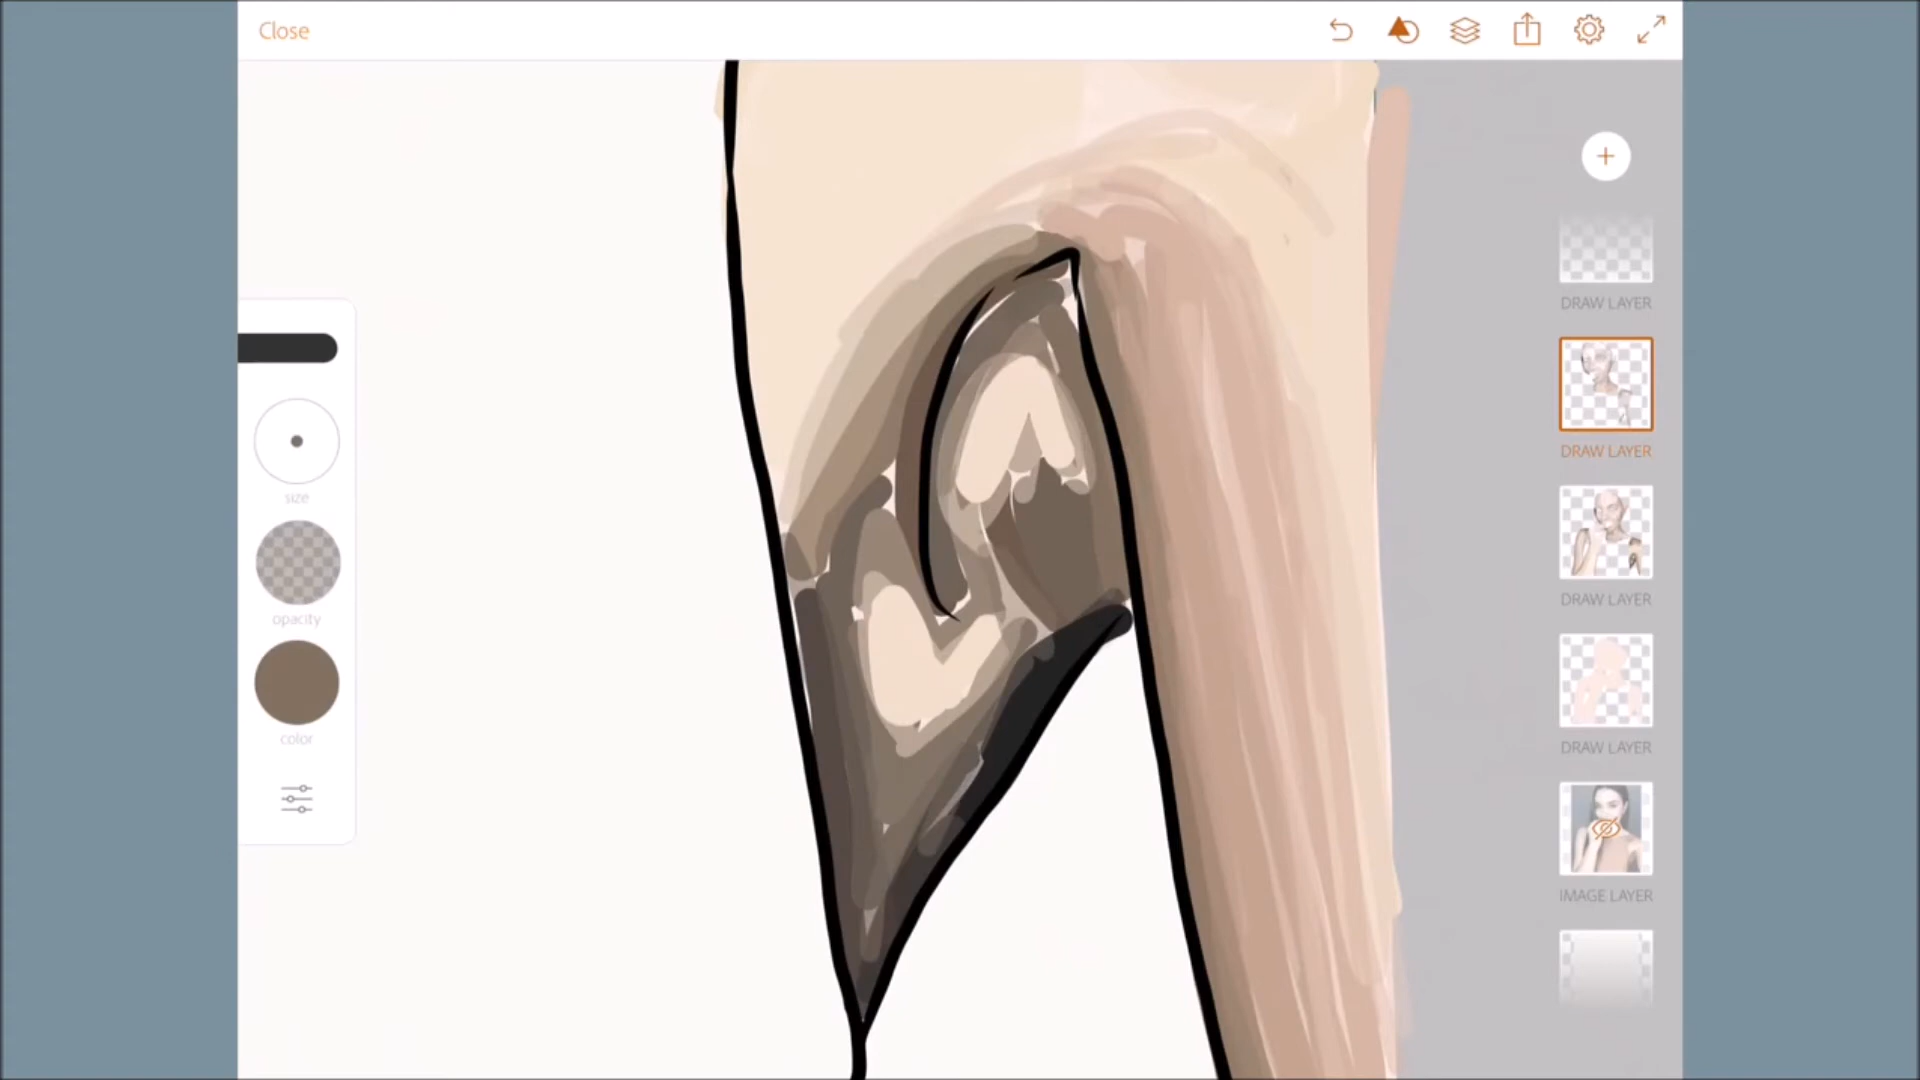 Close
size
opacity
color
DRAW LAYER
DRAW LAYER
DRAW LAYER
DRAW LAYER
IMAGE LAYER